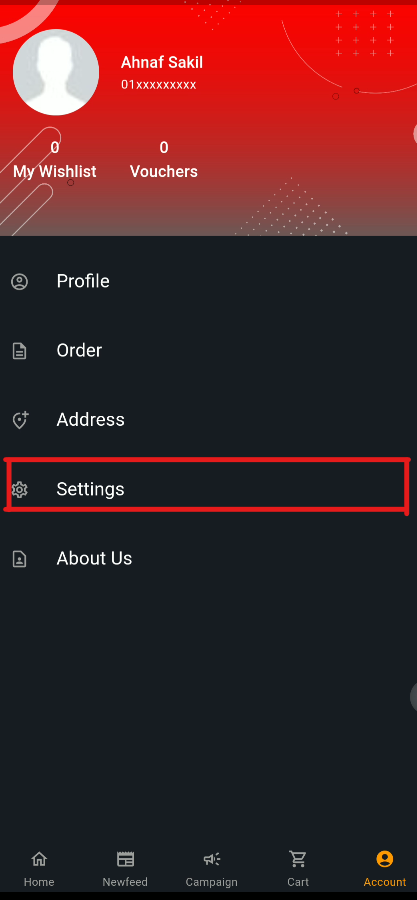 Ahnaf Sakil
01xxxxxxxxx
0 0
My Wishlist Vouchers
Profile
Order
Address
Settings
About Us
Home Newfeed Campaign Cart Account